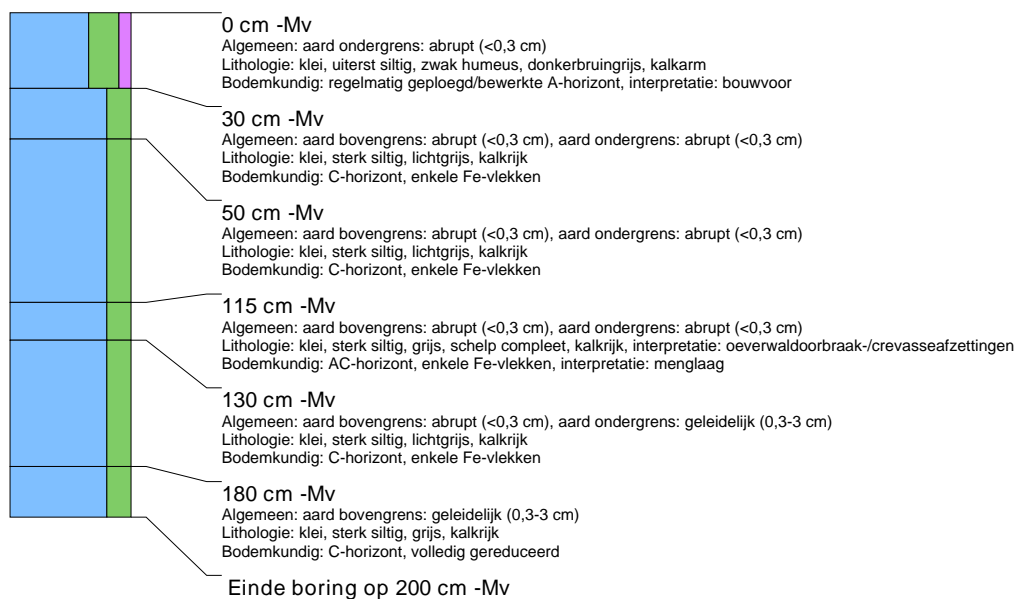 0 cm -Mv
Algemeen: aard ondergrens: abrupt (<0,3 cm)
Lithologie: klei, uiterst siltig, zwak humeus, donkerbruingrijs, kalkarm
Bodemkundig: regelmatig geploegd/bewerkte A-horizont, interpretatie: bouwvoor
30 cm -Mv
Algemeen: aard bovengrens: abrupt (<0,3 cm), aard ondergrens: abrupt (<0,3 cm)
Lithologie: klei, sterk siltig, lichtgrijs, kalkrijk
Bodemkundig: C-horizont, enkele Fe-vlekken
50 cm -Mv
Algemeen: aard bovengrens: abrupt (<0,3 cm), aard ondergrens: abrupt (<0,3 cm)
Lithologie: klei, sterk siltig, lichtgrijs, kalkrijk
Bodemkundig: C-horizont, enkele Fe-vlekken
115 cm -Mv
Algemeen: aard bovengrens: abrupt (<0,3 cm), aard ondergrens: abrupt (<0,3 cm)
Lithologie: klei, sterk siltig, grijs, schelp compleet, kalkrijk, interpretatie: oeverwaldoorbraak-/crevasseafzettingen
Bodemkundig: AC-horizont, enkele Fe-vlekken, interpretatie: menglaag
130 cm -Mv
Algemeen: aard bovengrens: abrupt (<0,3 cm), aard ondergrens: geleidelijk (0,3-3 cm)
Lithologie: klei, sterk siltig, lichtgrijs, kalkrijk
Bodemkundig: C-horizont, enkele Fe-vlekken
180 cm -Mv
Algemeen: aard bovengrens: geleidelijk (0,3-3 cm)
Lithologie: klei, sterk siltig, grijs, kalkrijk
Bodemkundig: C-horizont, volledig gereduceerd
Einde boring op 200 cm -Mv